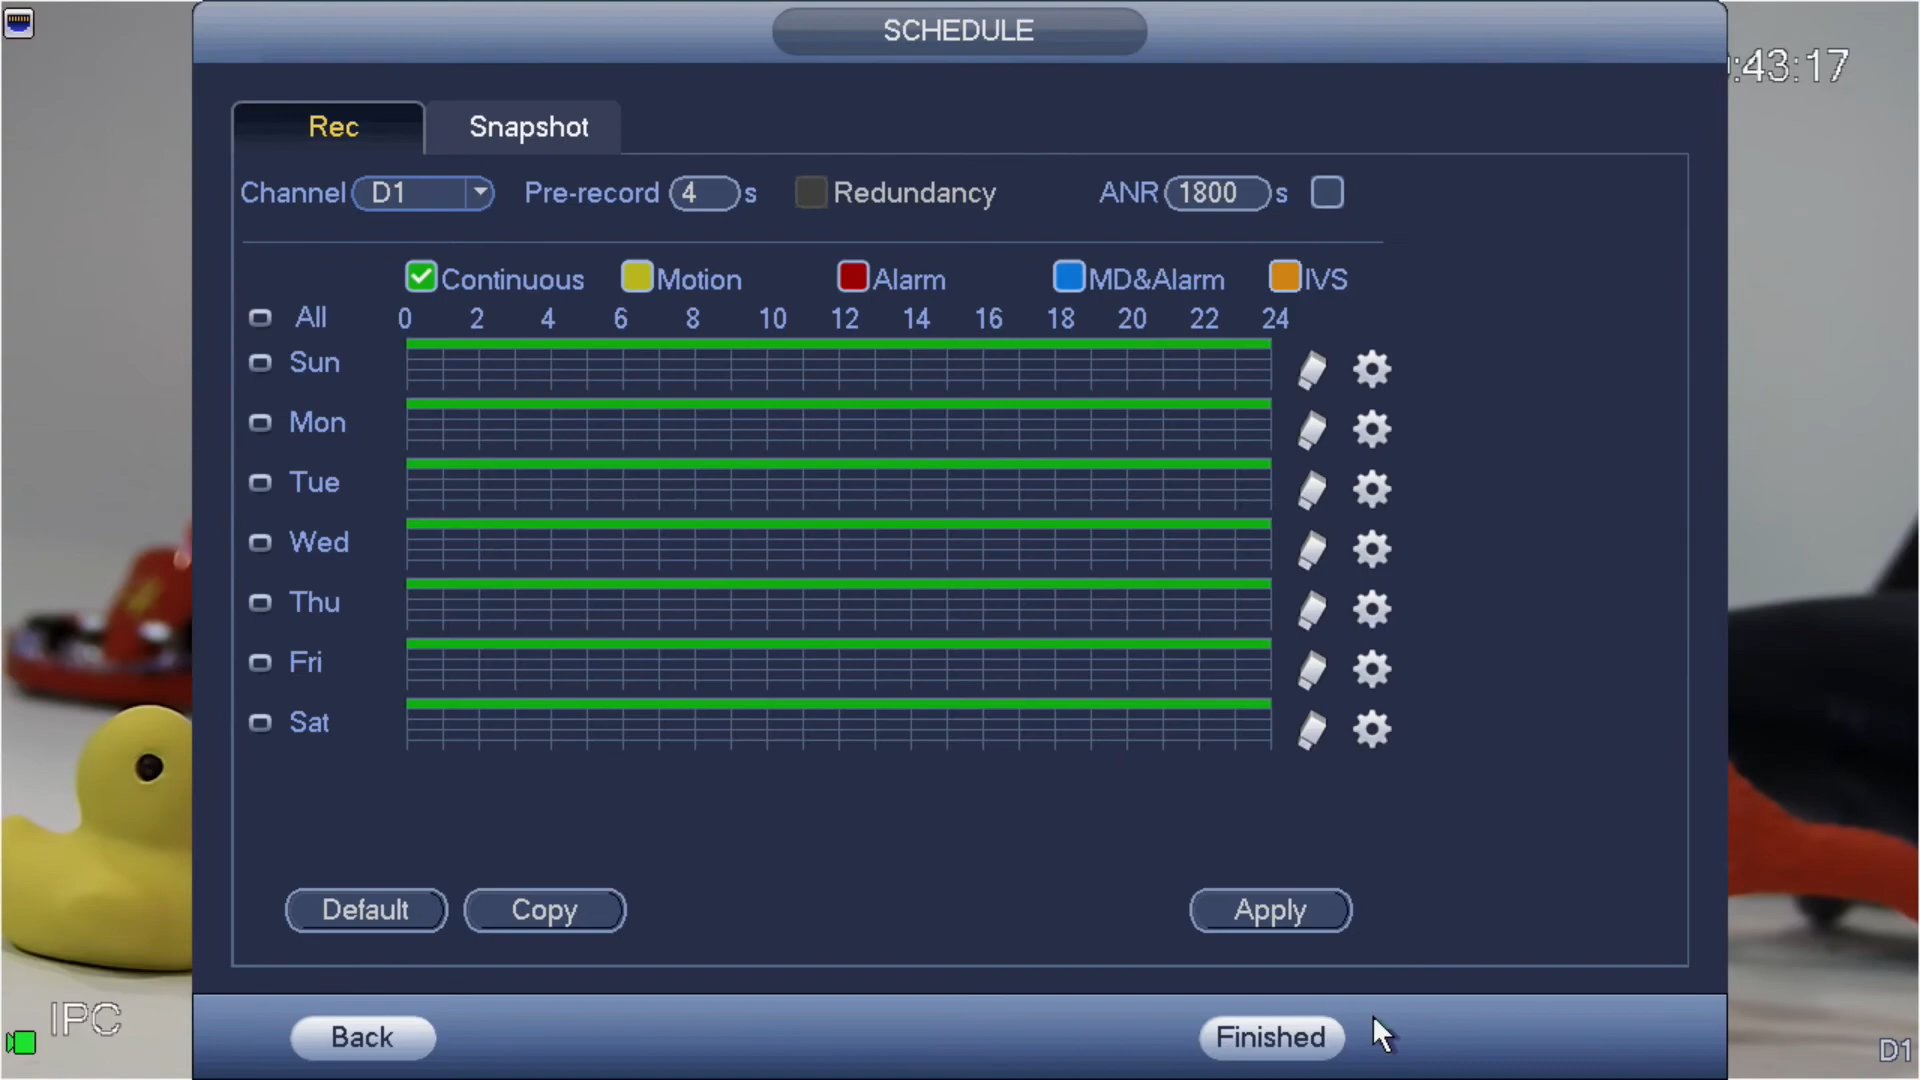 SCHEDULE
:43:17
Rec Snapshot
Channel D1 Pre-record 4 s Redundancy ANR 1800 s
Continuous Motion Alarm MD&Alarm IVS
All 0 2 4 6 8 10 12 14 16 18 20 22 24
Sun
Mon
Tue
Wed
Thu
Fri
Sat
Default Copy Apply
IPC
Back Finished
D1